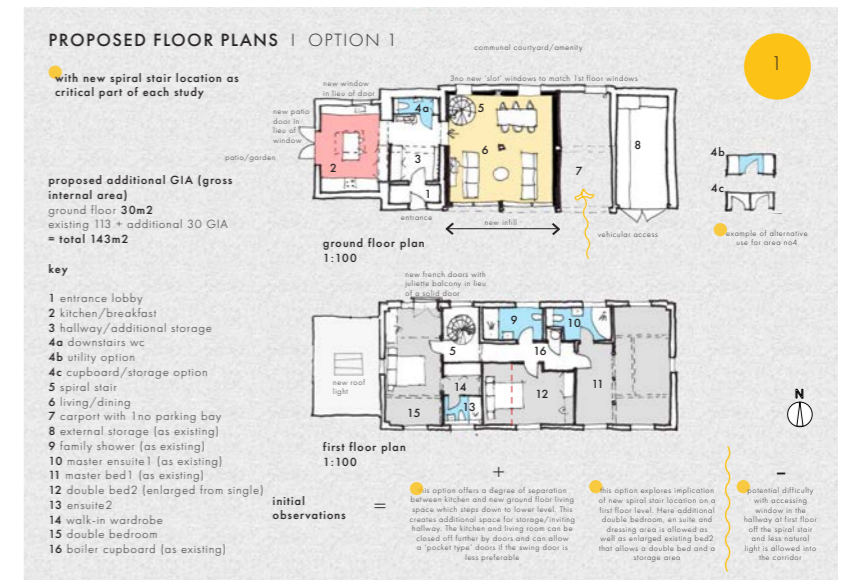 PROPOSED FLOOR PLANS | OPTION 1
with new spiral stair location as
critical part of each study
proposed additional GIA (gross
internal area)
ground floor 30m2
existing 113 + additional 30 GIA
= total 143m2
key
1 entrance lobby
2 kitchen/breakfast
3 hallway/additional storage
4a downstairs wc
4b utility option
4c cupboard/storage option
5 spiral stair
6 living/dining
7 carport with 1no parking bay
8 external storage (as existing)
9 family shower (as existing)
10 master ensuite1 (as existing)
11 master bed1 (as existing)
12 double bed2 (enlarged from single)
13 ensuite2
14 walk-in wardrobe
15 double bedroom
16 boiler cupboard (as existing)
communal courtyard/amenity
1
new window
in lieu of door
3no new 'slot' windows to match 1st floor windows
new patio
door in
lieu of
window
patio/garden
4a
5
2
3
6
1
7
8
4b
4c
entrance
new infill
vehicular access
example of alternative
use for area no4
ground floor plan
1:100
new french doors with
juliette balcony in lieu
of a solid door
9
10
5
16
new roof
light
14
12
11
15
13
N
first floor plan
1:100
initial
observations
=
+
this option offers a degree of separation
between kitchen and new ground floor living
space which steps down to lower level. This
creates additional space for storage/inviting
hallway. The kitchen and living room can be
closed off further by doors and can allow
a 'pocket type' doors if the swing door is
less preferable
this option explores implication
of new spiral stair location on a
first floor level. Here additional
double bedroom, en suite and
dressing area is allowed as
well as enlarged existing bed2
that allows a double bed and a
storage area
–
potential difficulty
with accessing
window in the
hallway at first floor
off the spiral stair
and less natural
light is allowed into
the corridor